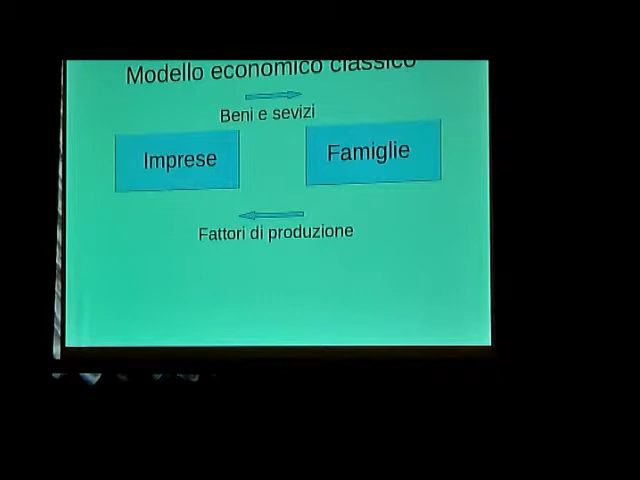 Modello economico classico
Beni e sevizi
Imprese
Famiglie
Fattori di produzione